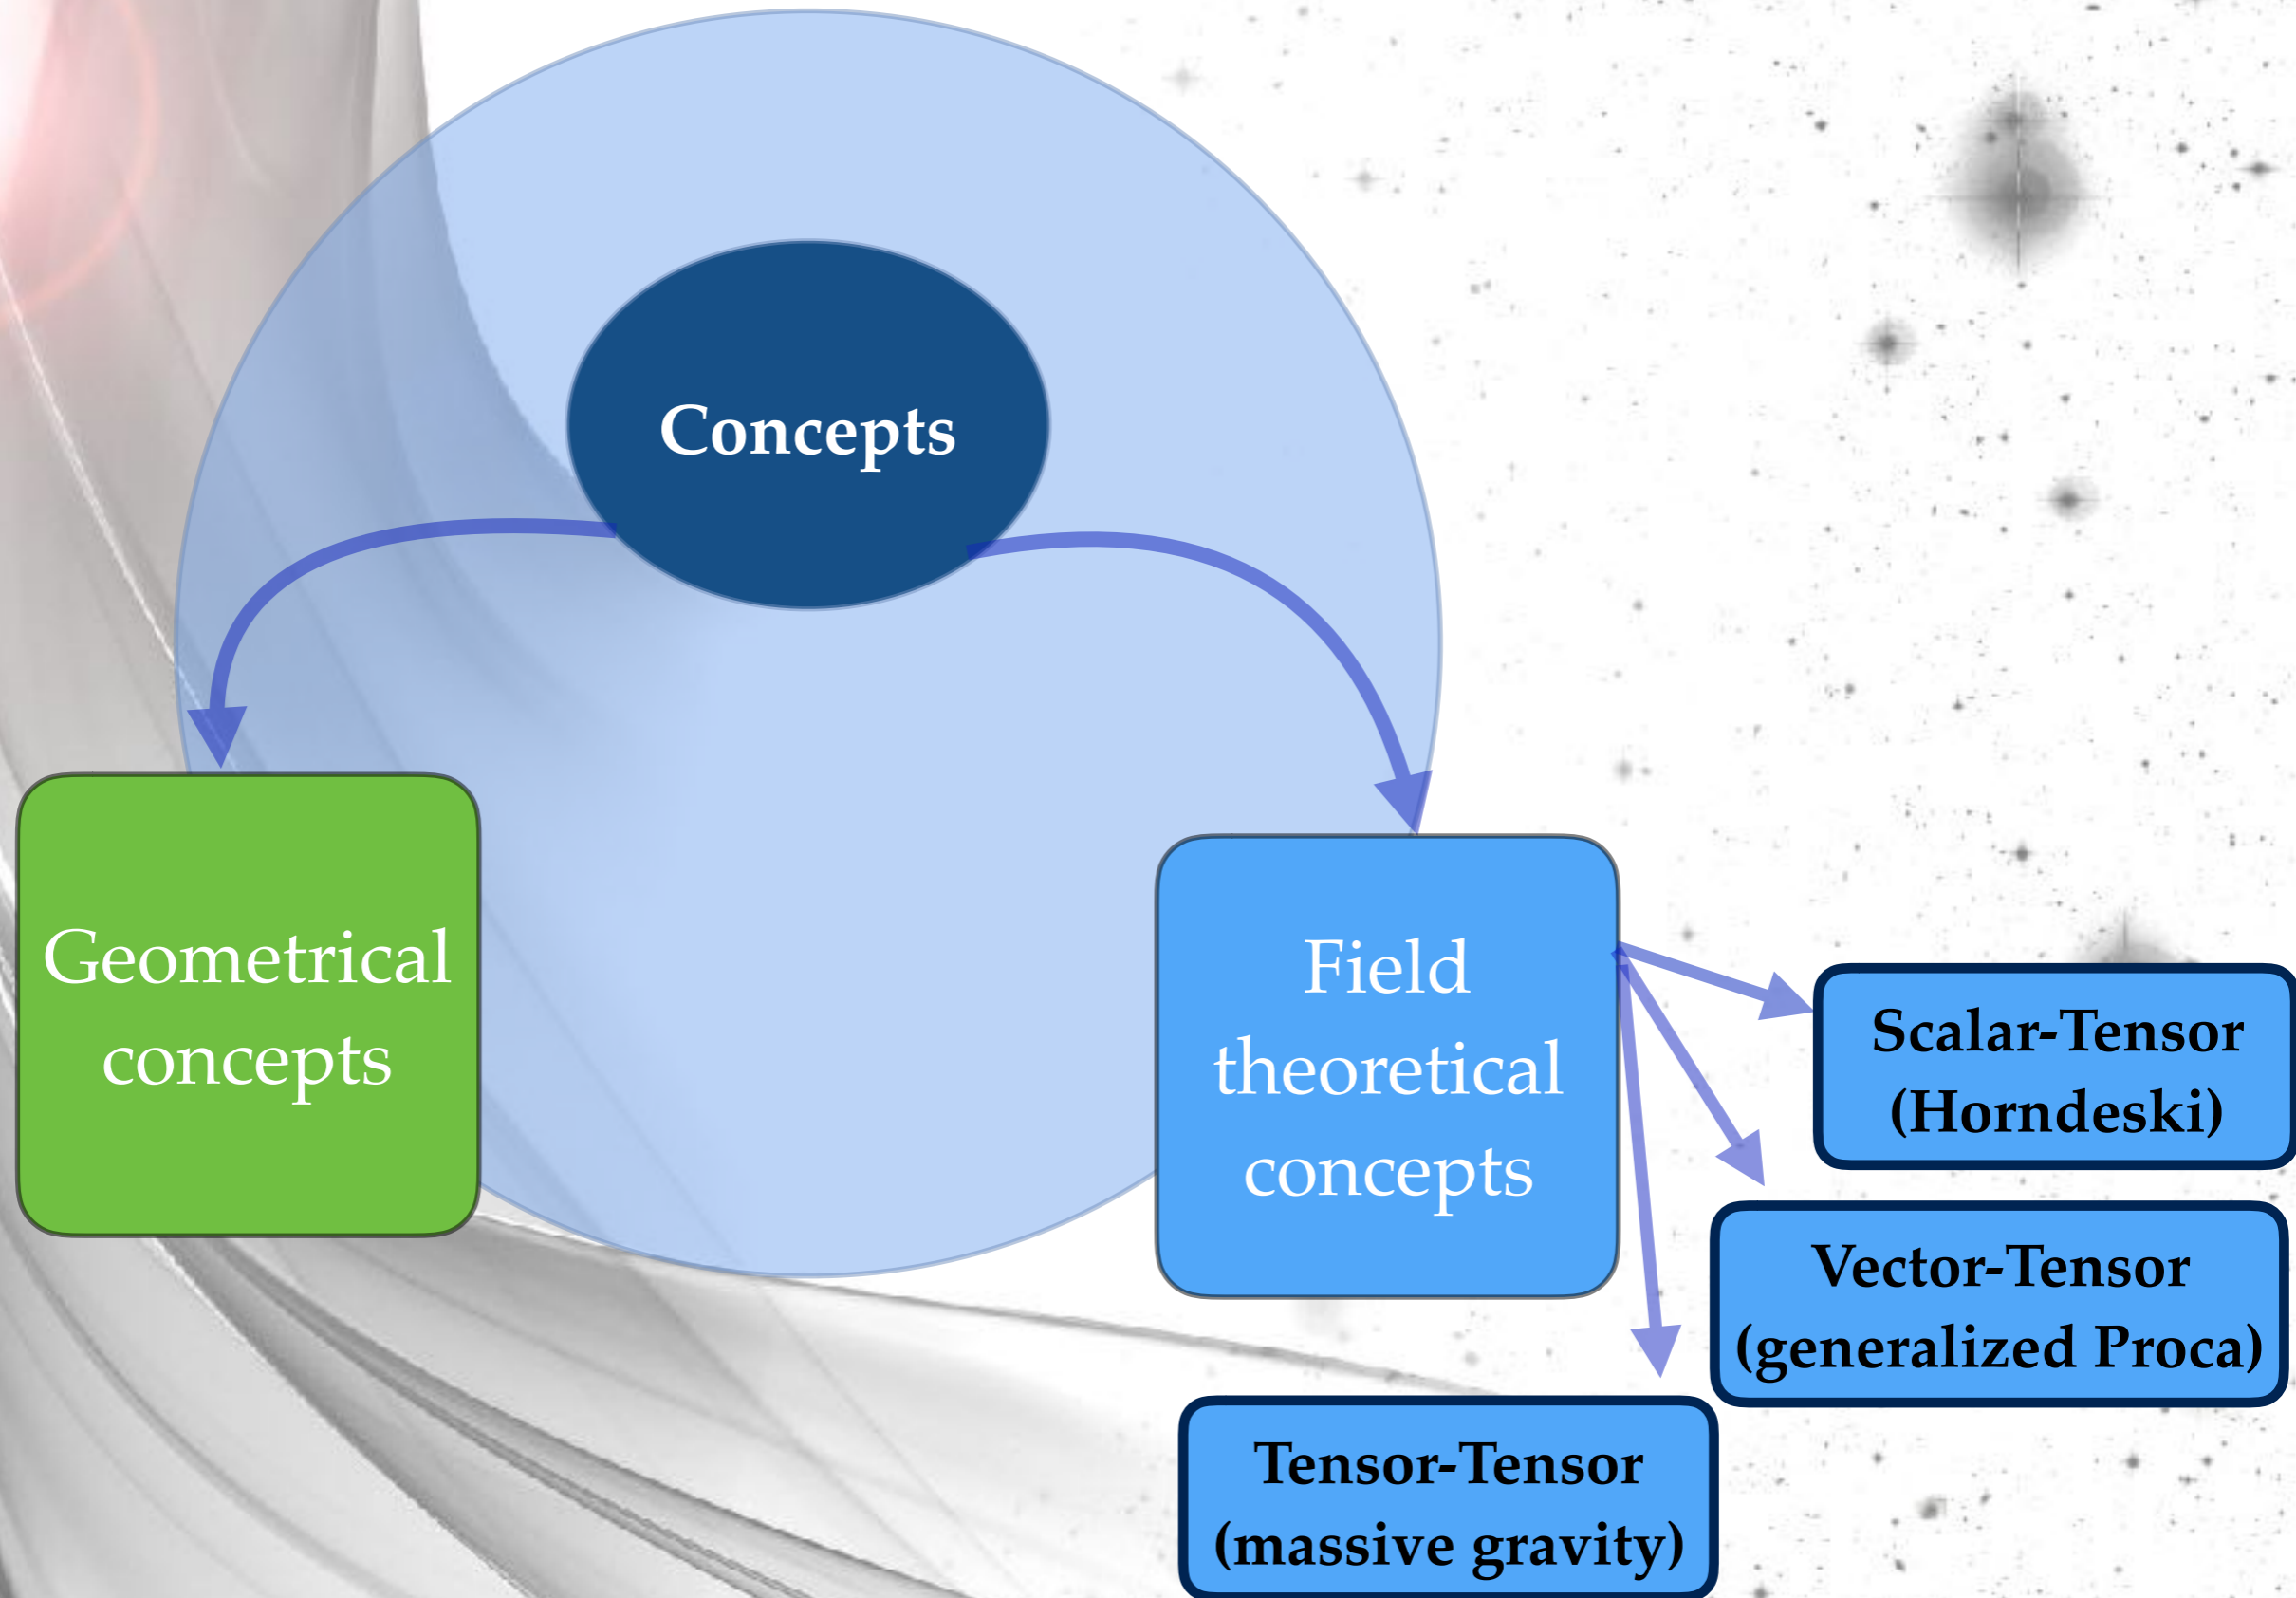 Concepts
Geometrical
concepts
Field
theoretical
concepts
Scalar-Tensor
(Horndeski)
Vector-Tensor
(generalized Proca)
Tensor-Tensor
(massive gravity)